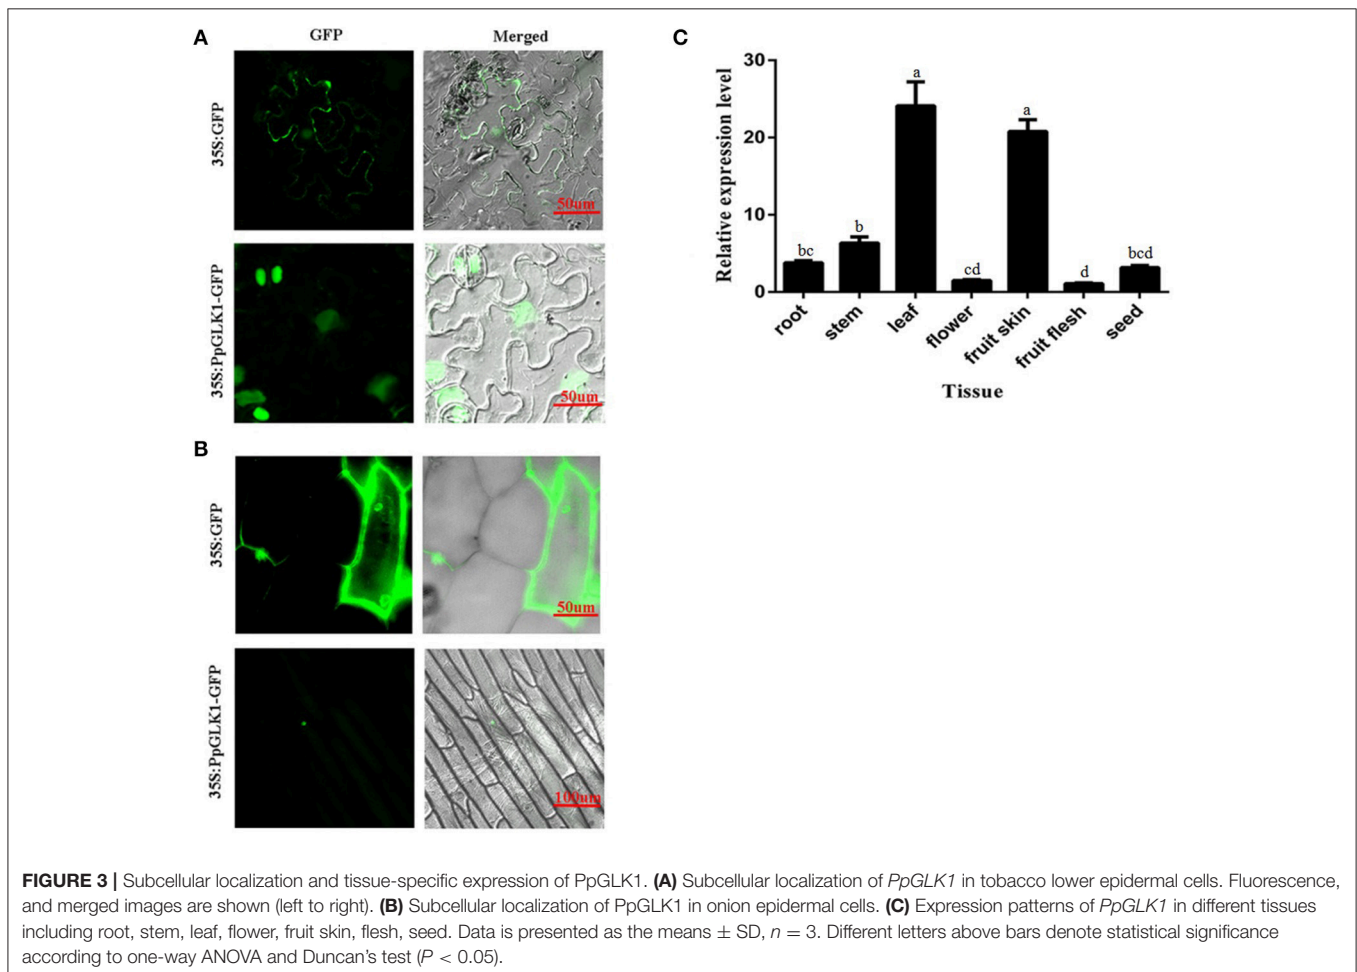 A
GFP
Merged
35S:GFP
50um
35S:PpGLK1-GFP
50um
B
35S:GFP
50um
35S:PpGLK1-GFP
100um
C
Relative expression level
30
20
10
0
bc
b
a
cd
a
d
bcd
root
stem
leaf
flower
fruit skin
fruit flesh
seed
Tissue
FIGURE 3 | Subcellular localization and tissue-specific expression of PpGLK1. (A) Subcellular localization of PpGLK1 in tobacco lower epidermal cells. Fluorescence,
and merged images are shown (left to right). (B) Subcellular localization of PpGLK1 in onion epidermal cells. (C) Expression patterns of PpGLK1 in different tissues
including root, stem, leaf, flower, fruit skin, flesh, seed. Data is presented as the means ± SD, n = 3. Different letters above bars denote statistical significance
according to one-way ANOVA and Duncan's test (P < 0.05).